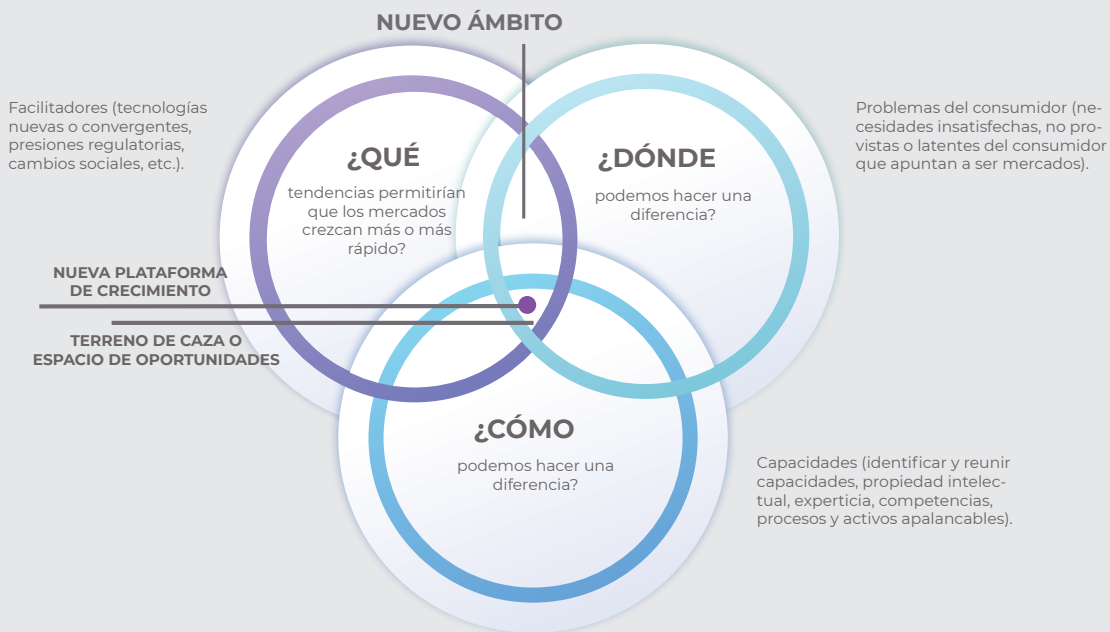 NUEVO ÁMBITO
Facilitadores (tecnologías
nuevas o convergentes,
presiones regulatorias,
cambios sociales, etc.).
¿QUÉ
tendencias permitirían
que los mercados
crezcan más o más
rápido?
¿DÓNDE
podemos hacer una
diferencia?
Problemas del consumidor (ne-
cesidades insatisfechas, no pro-
vistas o latentes del consumidor
que apuntan a ser mercados).
NUEVA PLATAFORMA
DE CRECIMIENTO
TERRENO DE CAZA O
ESPACIO DE OPORTUNIDADES
¿CÓMO
podemos hacer una
diferencia?
Capacidades (identificar y reunir
capacidades, propiedad intelec-
tual, experticia, competencias,
procesos y activos apalancables).